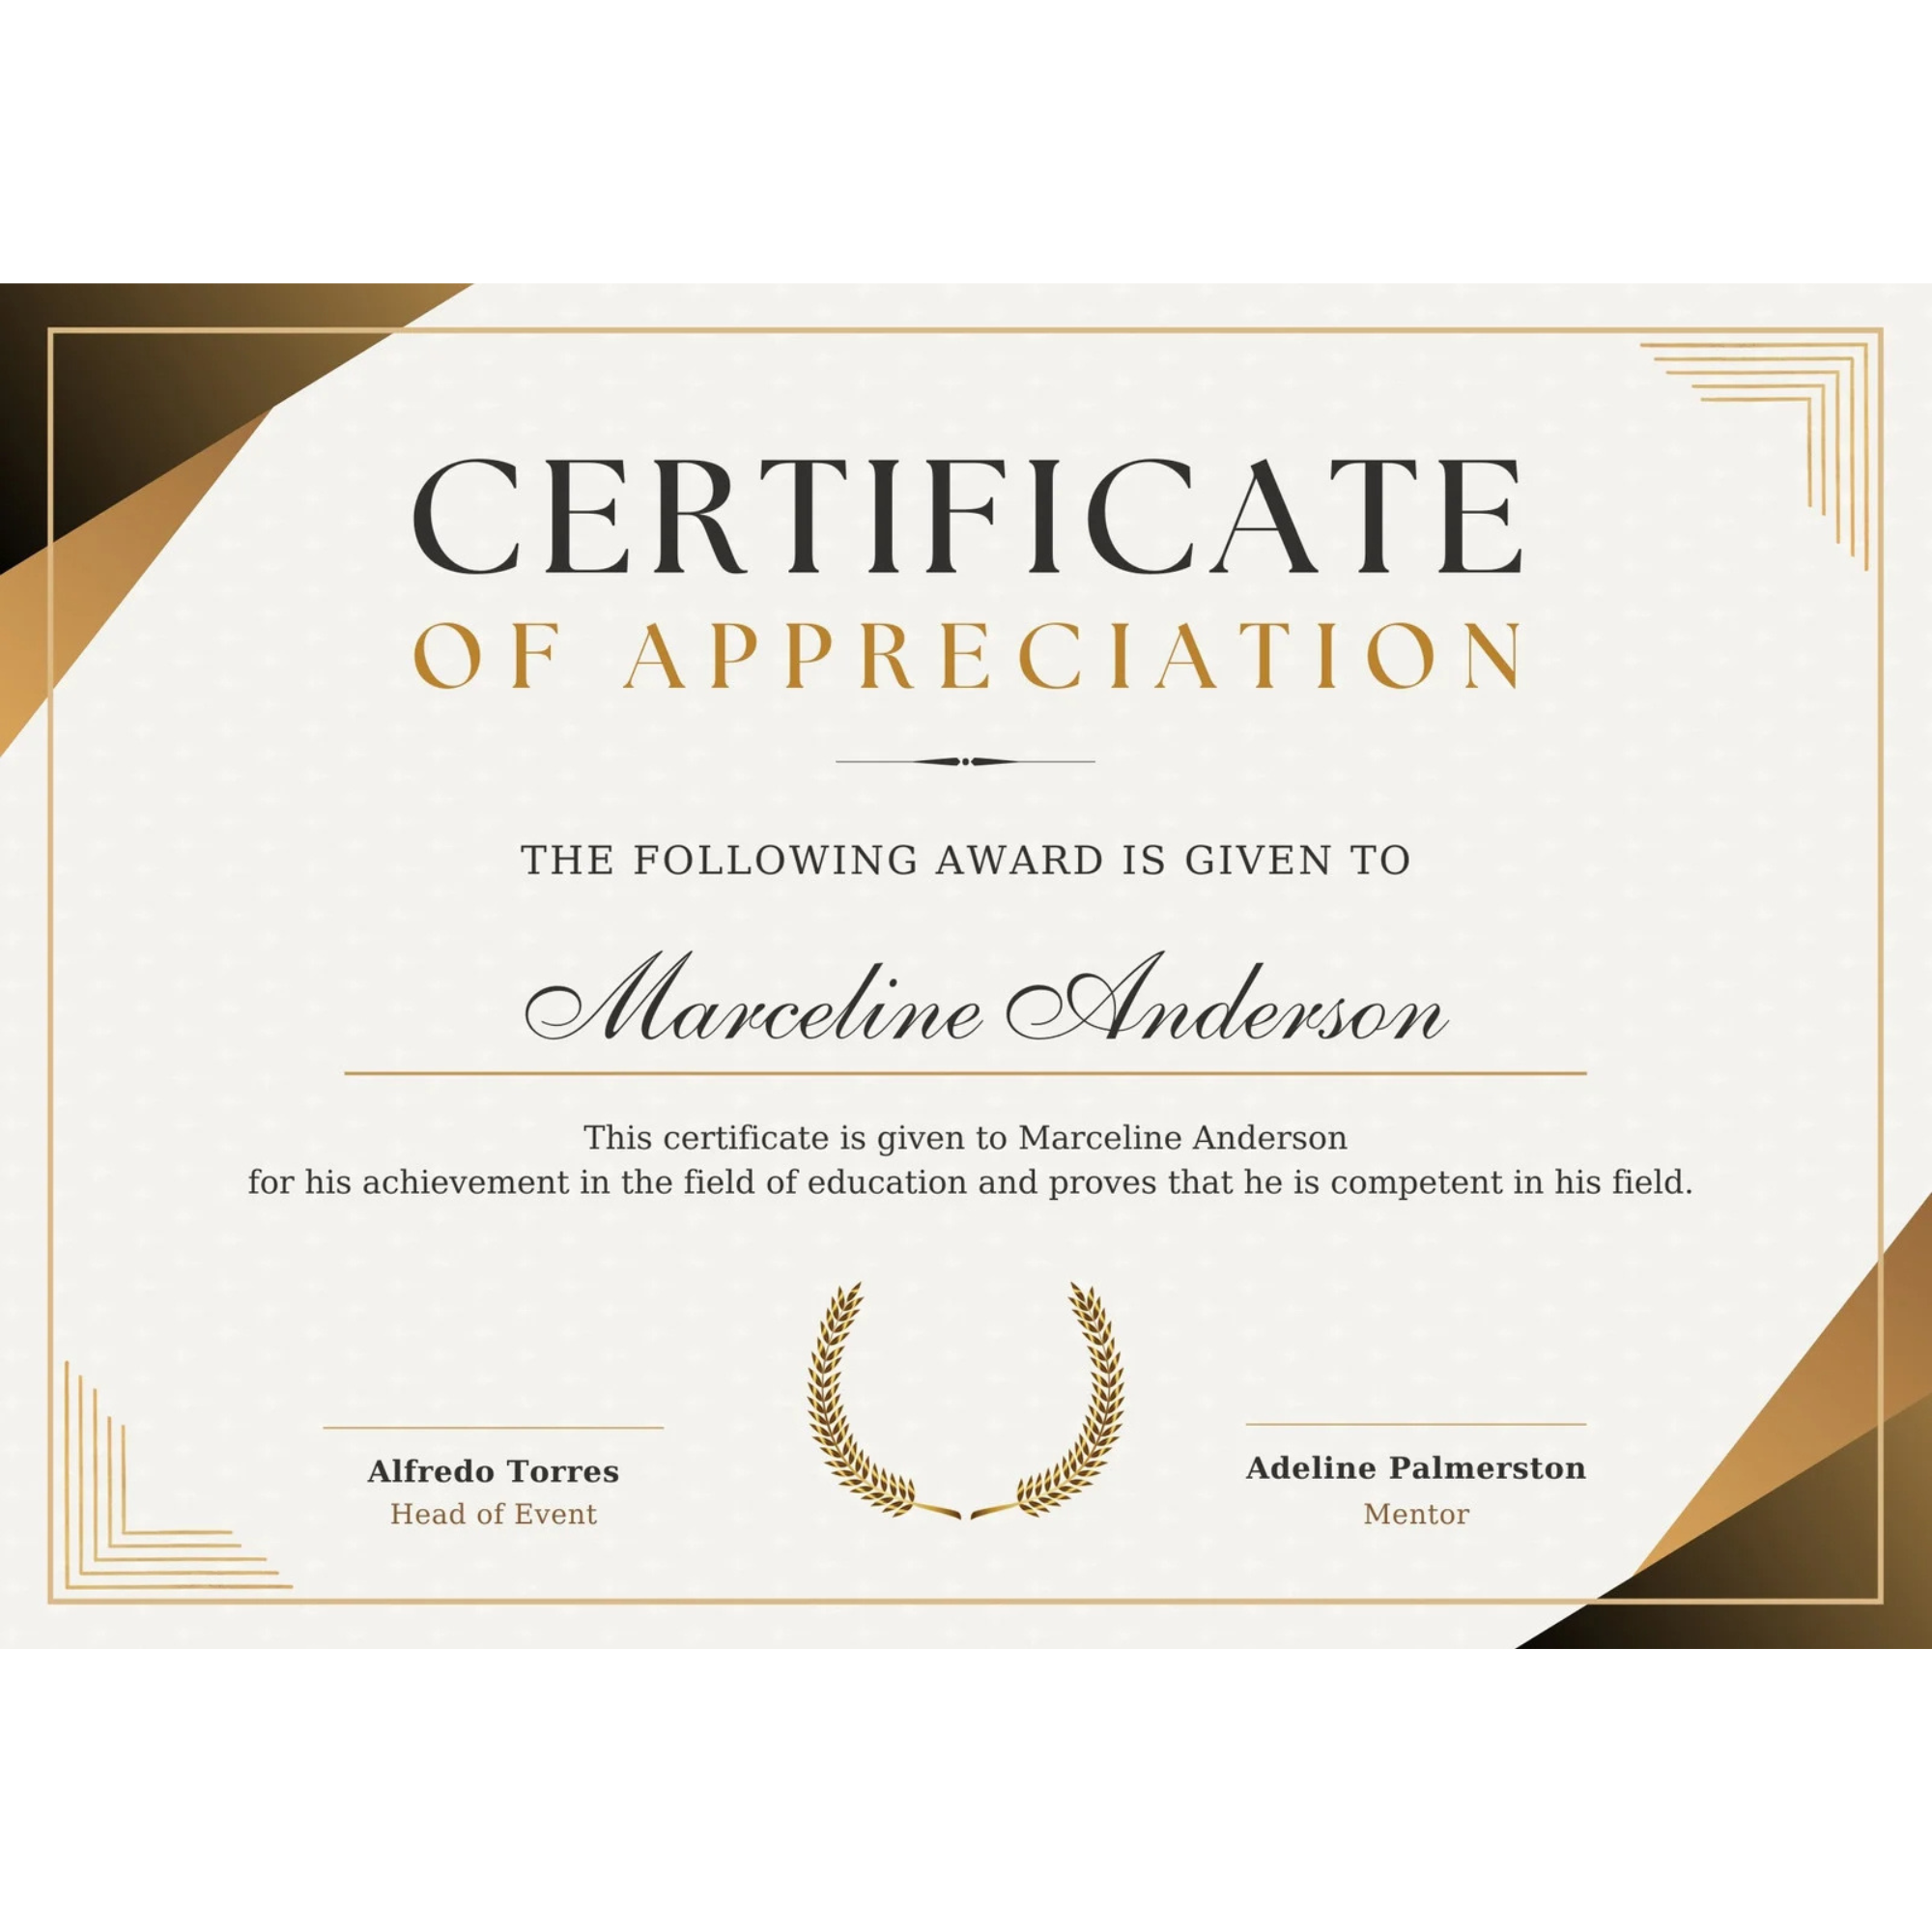 CERTIFICATE
OF APPRECIATION
THE FOLLOWING AWARD IS GIVEN TO
Marceline Anderson
This certificate is given to Marceline Anderson
for his achievement in the field of education and proves that he is competent in his field.
Alfredo Torres
Head of Event
Adeline Palmerston
Mentor